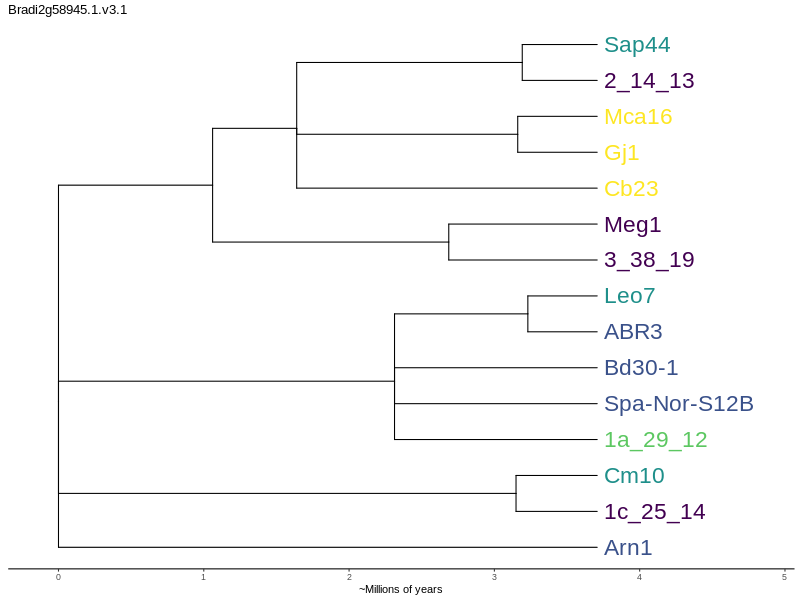 Bradi2g58945.1.v3.1
Sap44
2_14_13
Mca16
Gj1
Cb23
Meg1
3_38_19
Leo7
ABR3
Bd30-1
Spa-Nor-S12B
1a_29_12
Cm10
1c_25_14
Arn1
0 1 2 3 4 5
~Millions of years